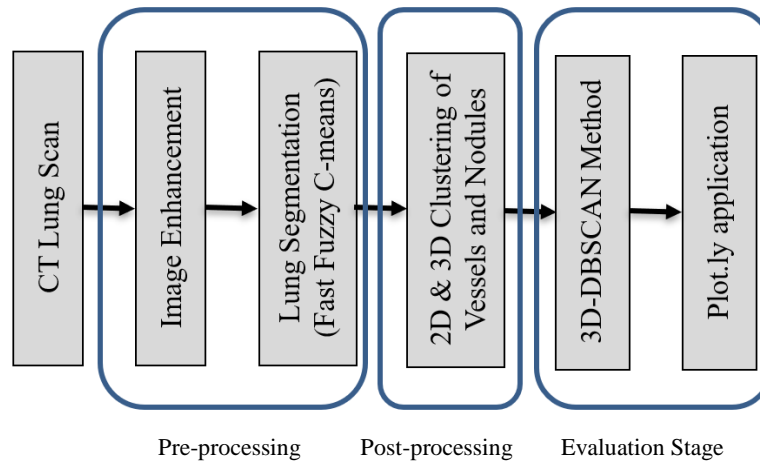 CT Lung Scan
Image Enhancement
Lung Segmentation
(Fast Fuzzy C-means)
2D & 3D Clustering of
Vessels and Nodules
3D-DBSCAN Method
Plot.ly application
Pre-processing
Post-processing
Evaluation Stage